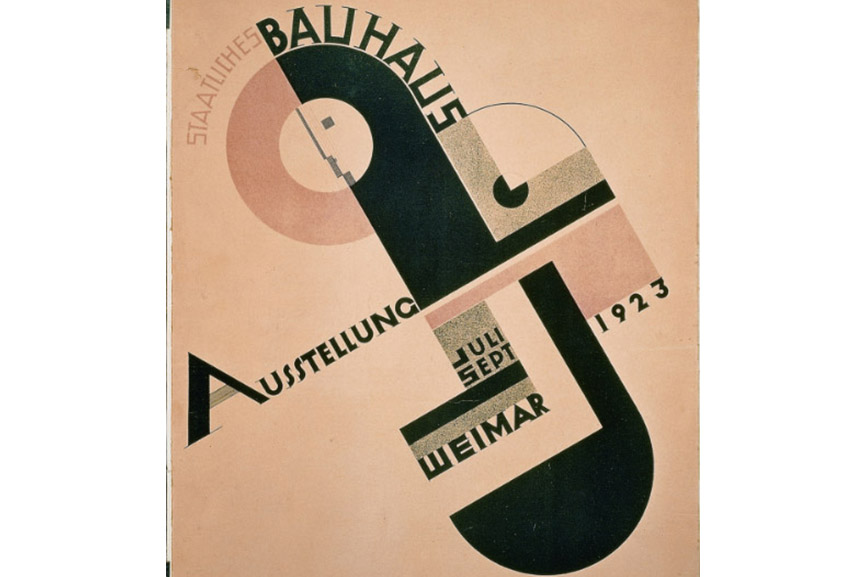 STAATLICHES
BAUHAUS
AUSSTELLUNG
1923
JULI
SEPT
WEIMAR